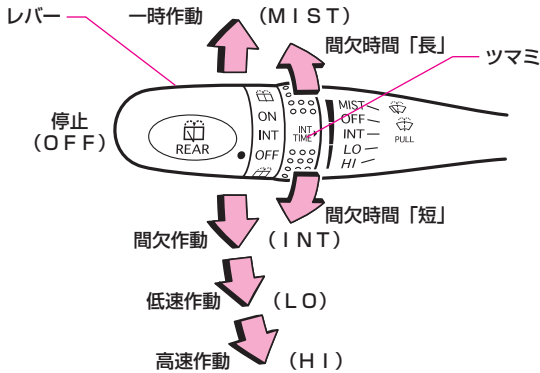 レバー
一時作動 (MIST)
間欠時間「長」
ツマミ
停止
(OFF)
REAR
ON
INT
OFF
INT
TIME
MIST
OFF
INT
LO
HI
PULL
間欠時間「短」
間欠作動 (INT)
低速作動 (LO)
高速作動 (HI)